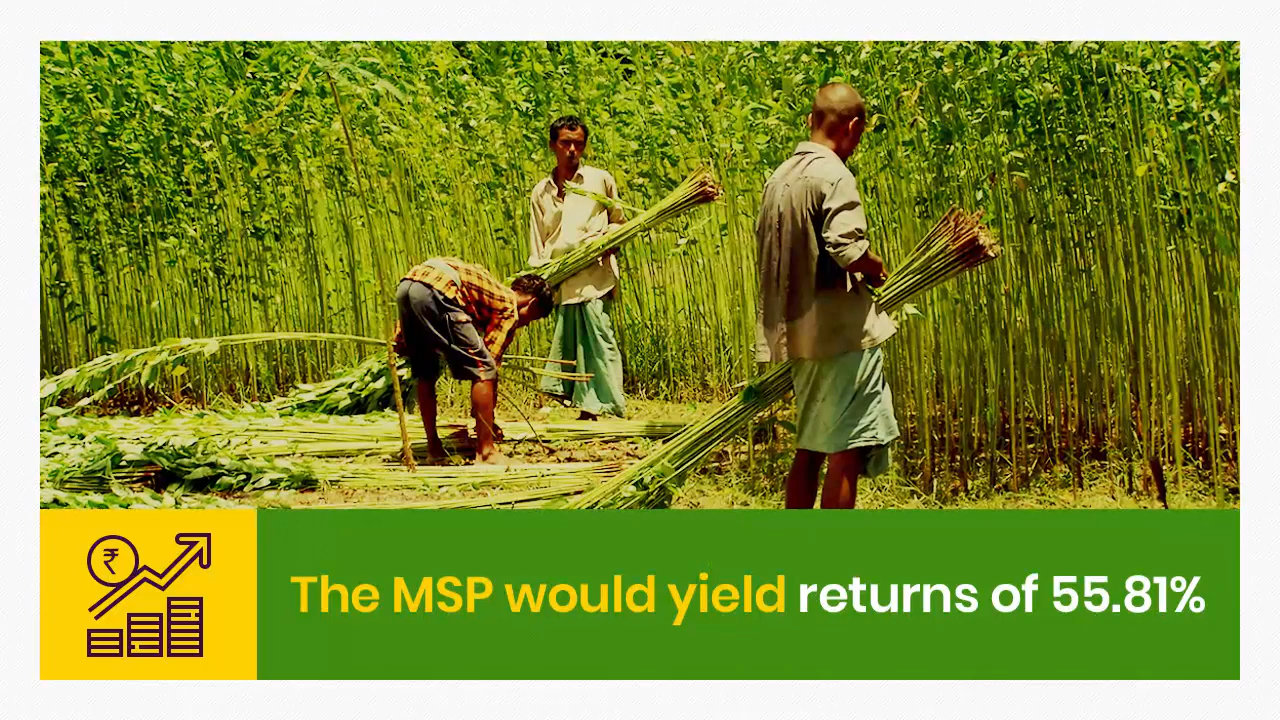 ₹
The MSP would yield returns of 55.81%